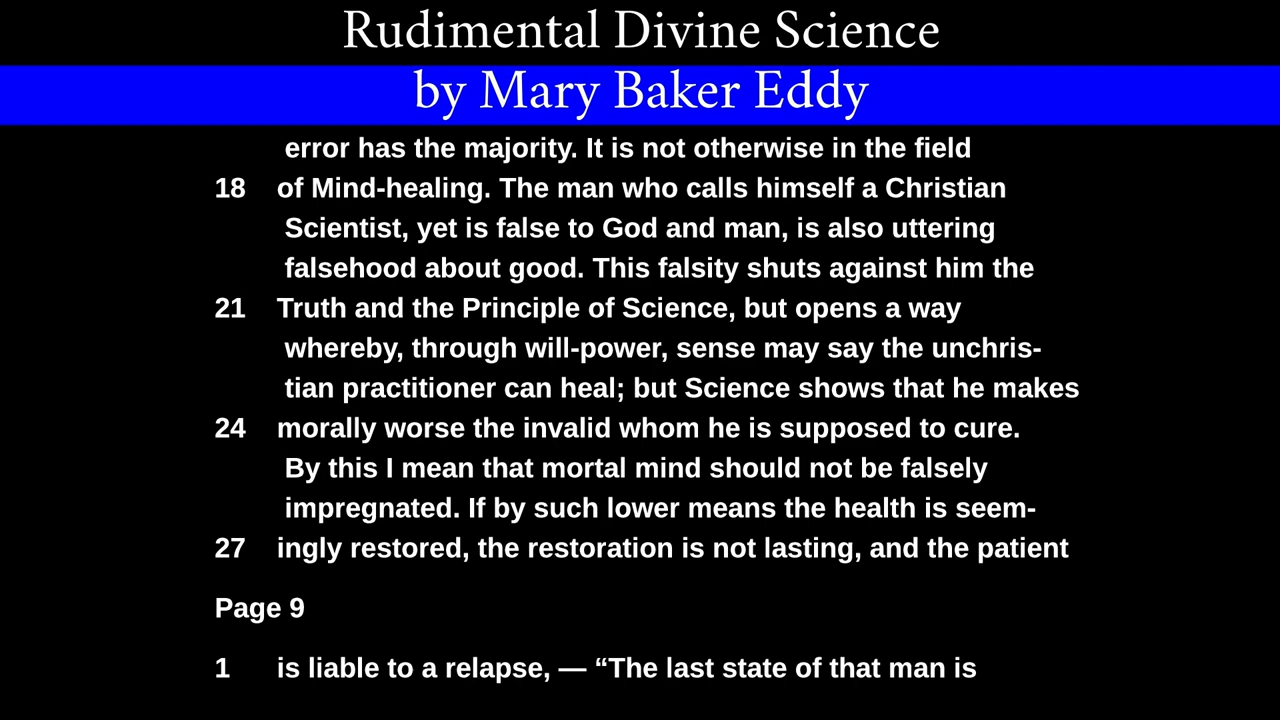 Rudimental Divine Science
by Mary Baker Eddy
error has the majority. It is not otherwise in the field
18 of Mind-healing. The man who calls himself a Christian
Scientist, yet is false to God and man, is also uttering
falsehood about good. This falsity shuts against him the
21 Truth and the Principle of Science, but opens a way
whereby, through will-power, sense may say the unchris-
tian practitioner can heal; but Science shows that he makes
24 morally worse the invalid whom he is supposed to cure.
By this I mean that mortal mind should not be falsely
impregnated. If by such lower means the health is seem-
27 ingly restored, the restoration is not lasting, and the patient
Page 9
1 is liable to a relapse, — “The last state of that man is